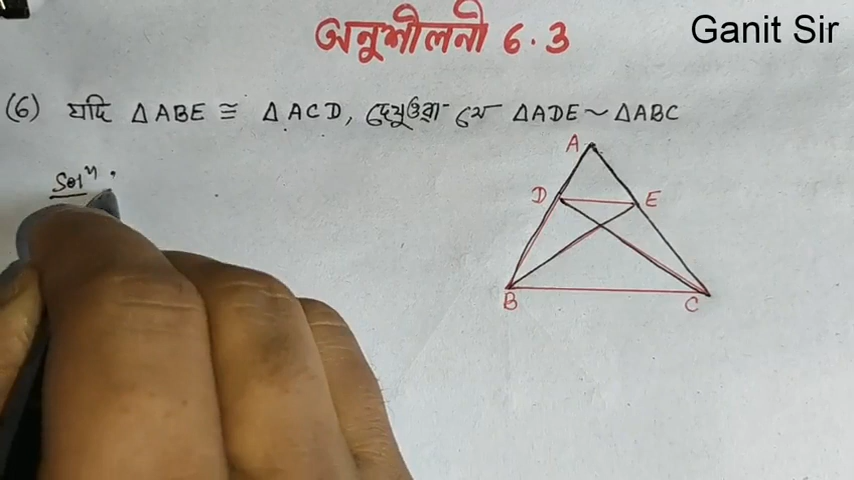 Ganit Sir
অনুশীলনী 6.3
(6) যদি △ABE ≅ △ACD, দেখুওৱা যে △ADE ~ △ABC
Solⁿ :
A
D
E
B
C